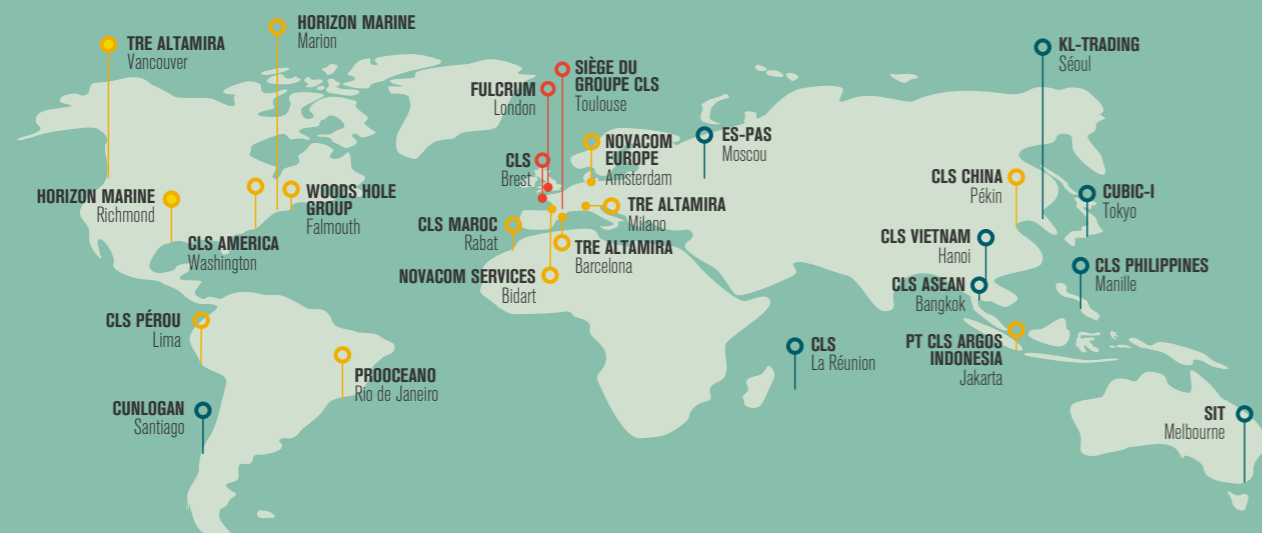 HORIZON MARINE
Marion
TRE ALTAMIRA
Vancouver
SIÈGE DU
GROUPE CLS
Toulouse
FULCRUM
London
KL-TRADING
Séoul
NOVACOM
EUROPE
Amsterdam
ES-PAS
Moscou
CLS
Brest
HORIZON MARINE
Richmond
WOODS HOLE
GROUP
Falmouth
CLS AMERICA
Washington
TRE ALTAMIRA
Milano
CLS MAROC
Rabat
TRE ALTAMIRA
Barcelona
NOVACOM SERVICES
Bidart
CLS CHINA
Pékin
CUBIC-I
Tokyo
CLS VIETNAM
Hanoi
CLS ASEAN
Bangkok
CLS PHILIPPINES
Manille
CLS PÉROU
Lima
PROOCEANO
Río de Janeiro
CLS
La Réunion
PT CLS ARGOS
INDONESIA
Jakarta
CUNLOGAN
Santiago
SIT
Melbourne